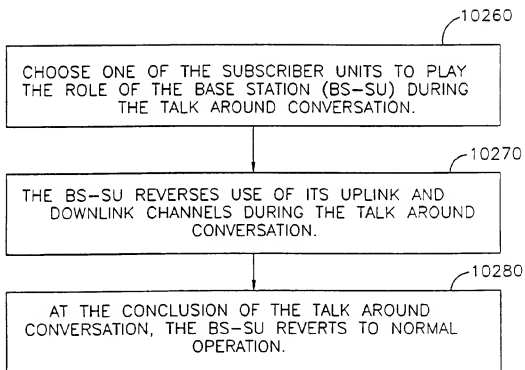 10260
CHOOSE ONE OF THE SUBSCRIBER UNITS TO PLAY
THE ROLE OF THE BASE STATION (BS-SU) DURING
THE TALK AROUND CONVERSATION.
10270
THE BS-SU REVERSES USE OF ITS UPLINK AND
DOWNLINK CHANNELS DURING THE TALK AROUND
CONVERSATION.
10280
AT THE CONCLUSION OF THE TALK AROUND
CONVERSATION, THE BS-SU REVERTS TO NORMAL
OPERATION.